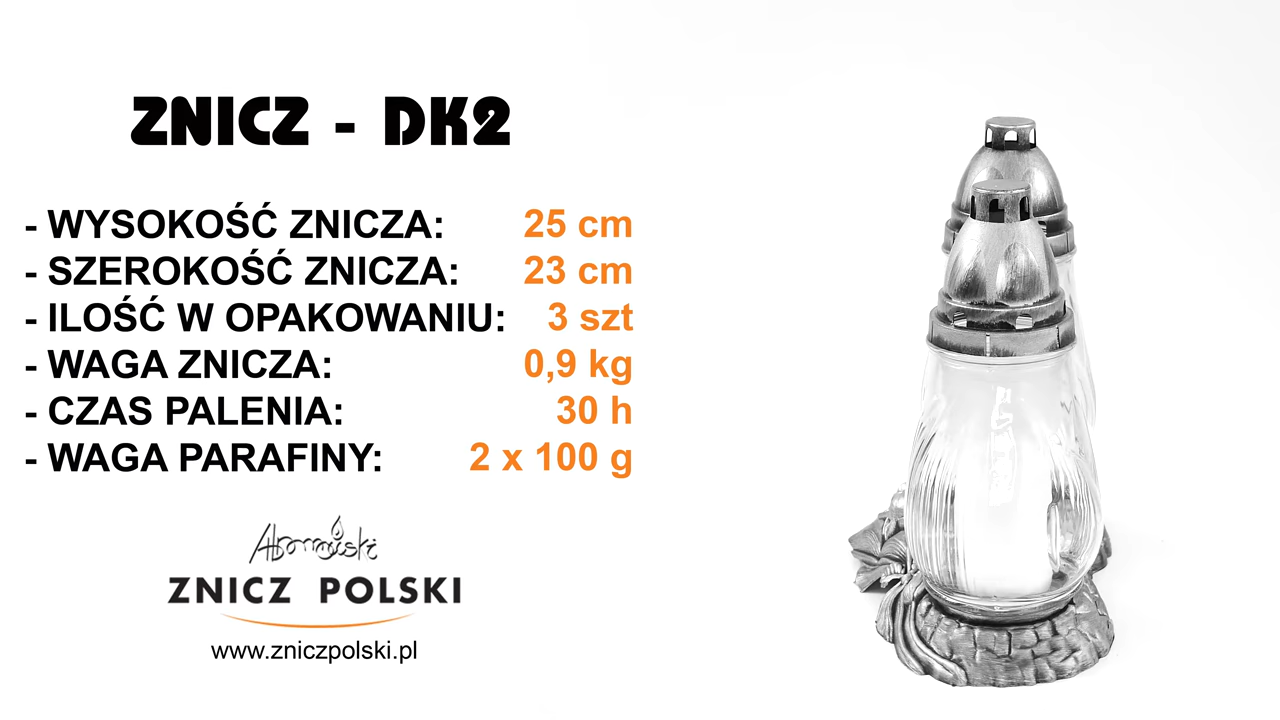 ZNICZ - DK2
- WYSOKOŚĆ ZNICZA: 25 cm
- SZEROKOŚĆ ZNICZA: 23 cm
- ILOŚĆ W OPAKOWANIU: 3 szt
- WAGA ZNICZA: 0,9 kg
- CZAS PALENIA: 30 h
- WAGA PARAFINY: 2 x 100 g
ZNICZ POLSKI
www.zniczpolski.pl